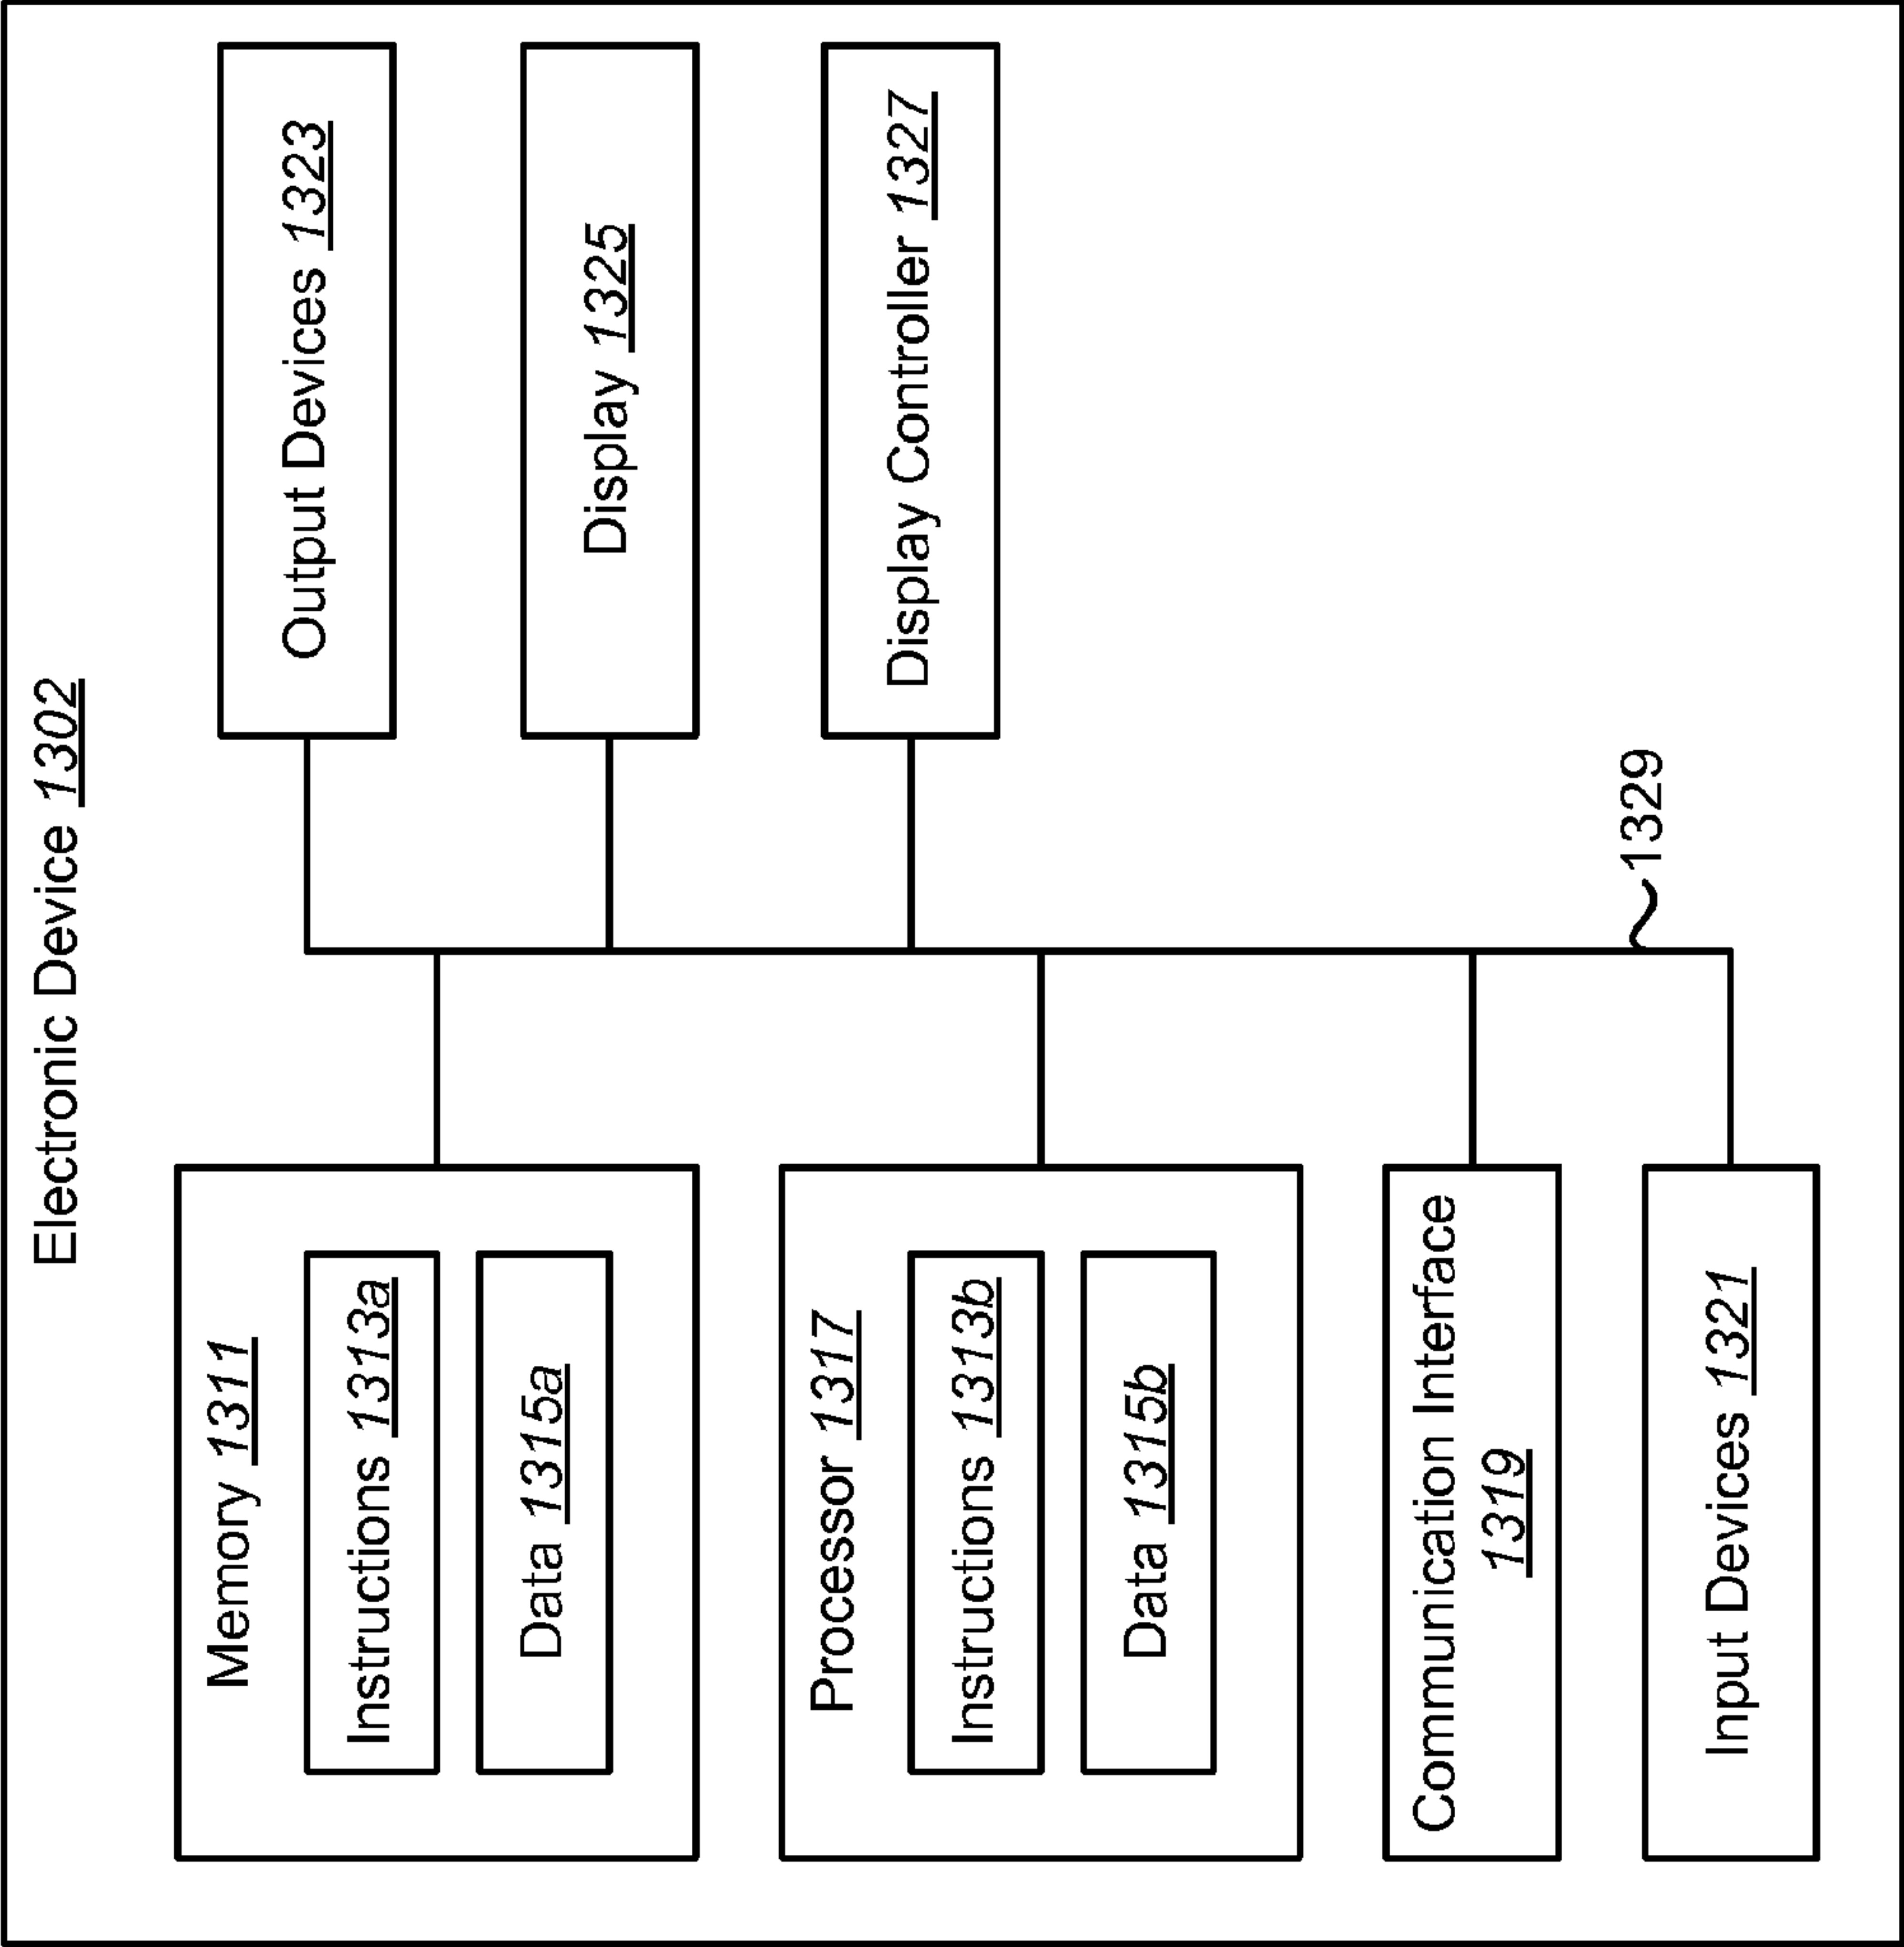 Electronic Device 1302
Memory 1311
Instructions 1313a
Data 1315a
Processor 1317
Instructions 1313b
Data 1315b
Communication Interface
1319
Input Devices 1321
Output Devices 1323
Display 1325
Display Controller 1327
1329